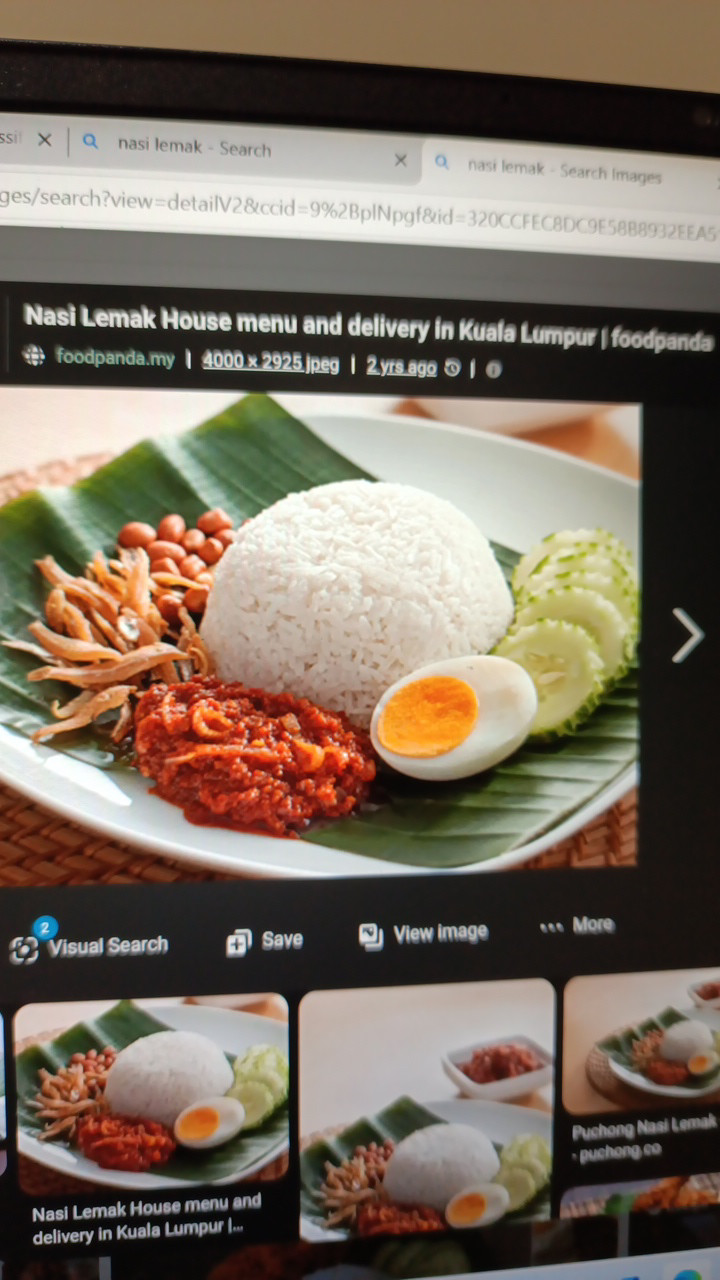 nasi lemak - Search
nasi lemak - Search Images
ges/search?view=detailV2&ccid=9%2BplNpgf&id=320CCFEC8DC9E58B8932EEA5
Nasi Lemak House menu and delivery in Kuala Lumpur | foodpanda
foodpanda.my | 4000 × 2925 jpeg | 2 yrs ago |
2
Visual Search
Save
View image
... More
Nasi Lemak House menu and
delivery in Kuala Lumpur |...
Puchong Nasi Lemak
- puchong.co